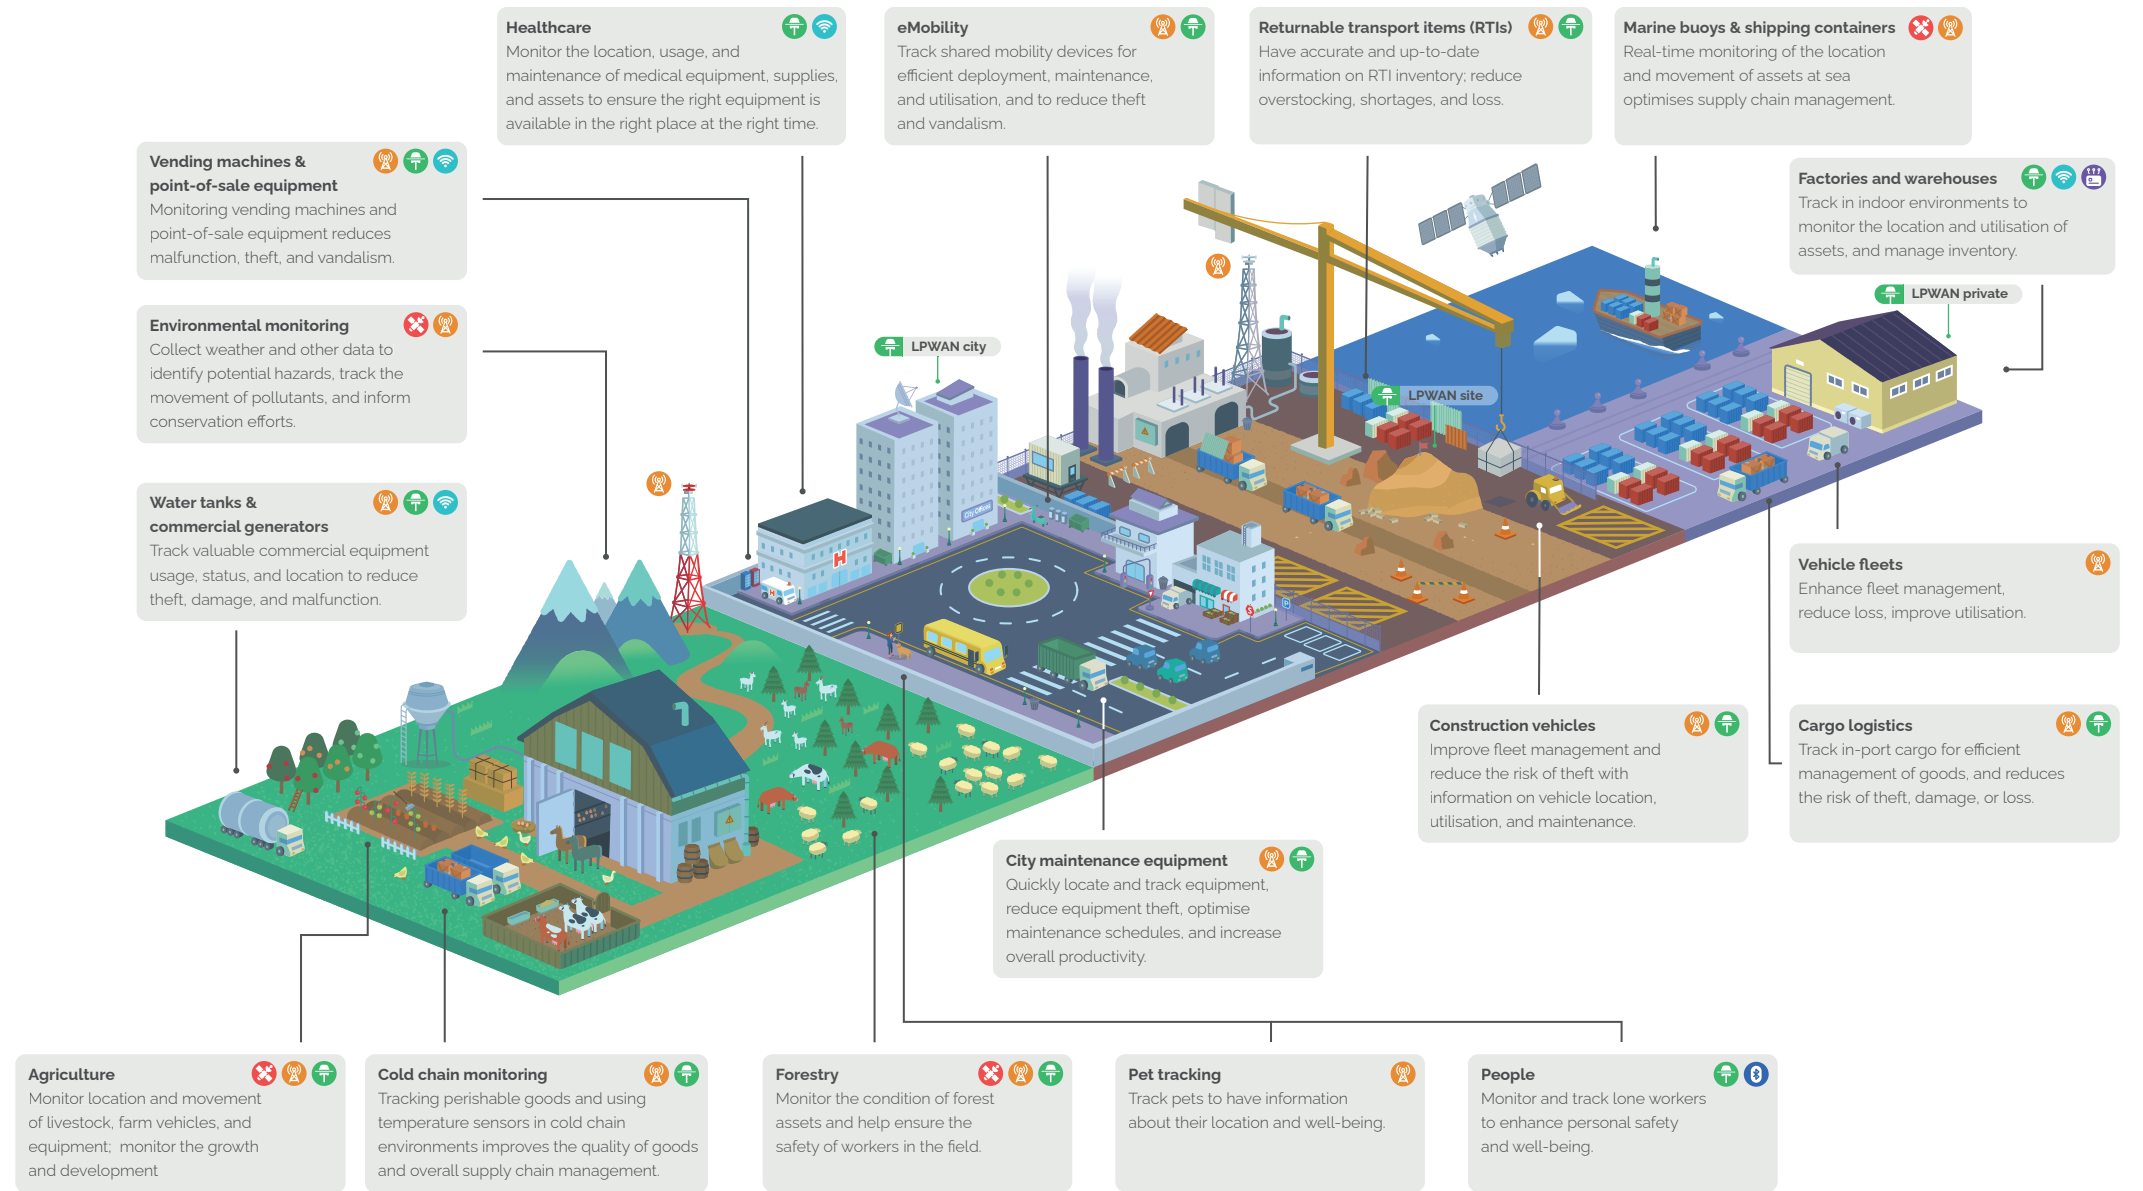 Healthcare
Monitor the location, usage, and
maintenance of medical equipment, supplies,
and assets to ensure the right equipment is
available in the right place at the right time.
eMobility
Track shared mobility devices for
efficient deployment, maintenance,
and utilisation, and to reduce theft
and vandalism.
Returnable transport items (RTIs)
Have accurate and up-to-date
information on RTI inventory; reduce
overstocking, shortages, and loss.
Marine buoys & shipping containers
Real-time monitoring of the location
and movement of assets at sea
optimises supply chain management.
Vending machines &
point-of-sale equipment
Monitoring vending machines and
point-of-sale equipment reduces
malfunction, theft, and vandalism.
Factories and warehouses
Track in indoor environments to
monitor the location and utilisation of
assets, and manage inventory.
LPWAN private
Environmental monitoring
Collect weather and other data to
identify potential hazards, track the
movement of pollutants, and inform
conservation efforts.
LPWAN city
LPWAN site
Water tanks &
commercial generators
Track valuable commercial equipment
usage, status, and location to reduce
theft, damage, and malfunction.
City Offices
H
H
P
Vehicle fleets
Enhance fleet management,
reduce loss, improve utilisation.
Construction vehicles
Improve fleet management and
reduce the risk of theft with
information on vehicle location,
utilisation, and maintenance.
Cargo logistics
Track in-port cargo for efficient
management of goods, and reduces
the risk of theft, damage, or loss.
City maintenance equipment
Quickly locate and track equipment,
reduce equipment theft, optimise
maintenance schedules, and increase
overall productivity.
Agriculture
Monitor location and movement
of livestock, farm vehicles, and
equipment; monitor the growth
and development
Cold chain monitoring
Tracking perishable goods and using
temperature sensors in cold chain
environments improves the quality of goods
and overall supply chain management.
Forestry
Monitor the condition of forest
assets and help ensure the
safety of workers in the field.
Pet tracking
Track pets to have information
about their location and well-being.
People
Monitor and track lone workers
to enhance personal safety
and well-being.